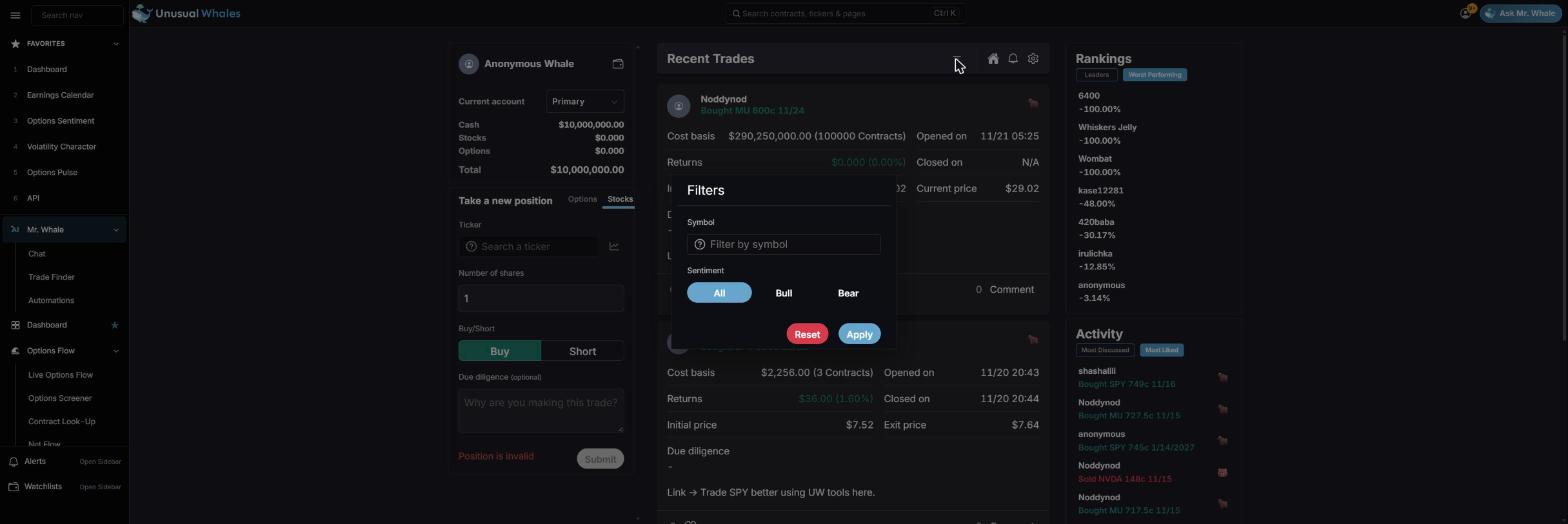 Search nav
Unusual Whales
Search contracts, tickers & pages
Ctrl K
Ask Mr. Whale
FAVORITES
1 Dashboard
2 Earnings Calendar
3 Options Sentiment
4 Volatility Character
5 Options Pulse
6 API
Mr. Whale
Chat
Trade Finder
Automations
Dashboard
Options Flow
Live Options Flow
Options Screener
Contract Look-Up
Net Flow
Alerts Open Sidebar
Watchlists Open Sidebar
Anonymous Whale
Current account Primary
Cash $10,000,000.00
Stocks $0.000
Options $0.000
Total $10,000,000.00
Take a new position Options Stocks
Ticker
Search a ticker
Number of shares
1
Buy/Short
Buy Short
Due diligence (optional)
Why are you making this trade?
Position is invalid Submit
Recent Trades
Noddynod
Bought MU 600c 11/24
Cost basis $290,250,000.00 (100000 Contracts) Opened on 11/21 05:25
Returns $0.000 (0.00%) Closed on N/A
02 Current price $29.02
0 Comment
Filters
Symbol
Filter by symbol
Sentiment
All Bull Bear
Reset Apply
Cost basis $2,256.00 (3 Contracts) Opened on 11/20 20:43
Returns $36.00 (1.60%) Closed on 11/20 20:44
Initial price $7.52 Exit price $7.64
Due diligence
-
Link → Trade SPY better using UW tools here.
Rankings
Leaders Worst Performing
6400
-100.00%
Whiskers Jelly
-100.00%
Wombat
-100.00%
kase12281
-48.00%
420baba
-30.17%
irulichka
-12.85%
anonymous
-3.14%
Activity
Most Discussed Most Liked
shashalili
Bought SPY 749c 11/16
Noddynod
Bought MU 727.5c 11/15
anonymous
Bought SPY 745c 1/14/2027
Noddynod
Sold NVDA 148c 11/15
Noddynod
Bought MU 717.5c 11/15